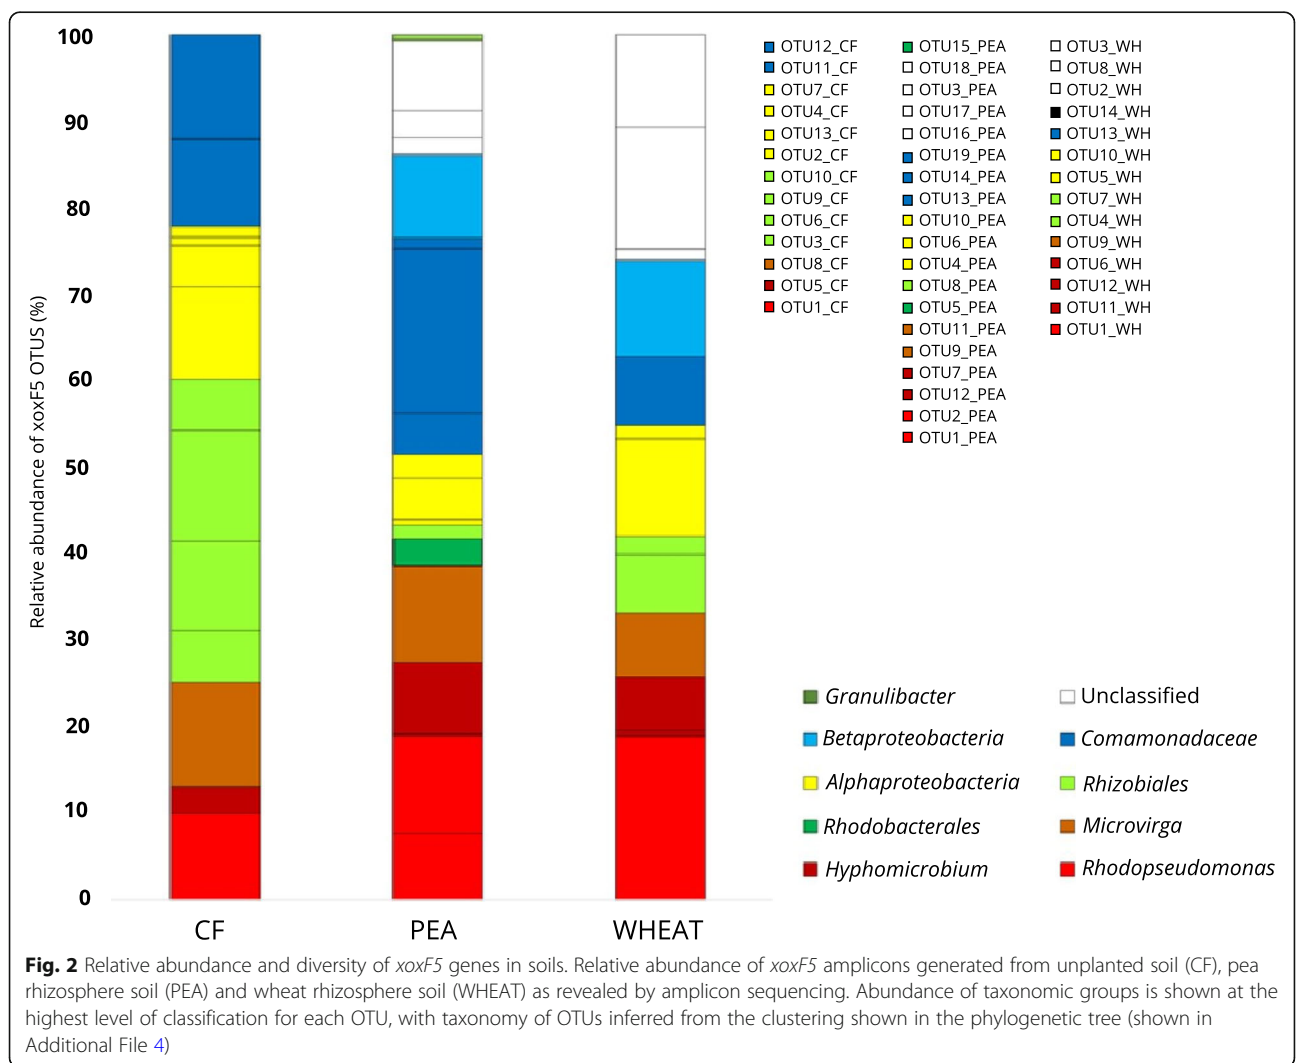 Relative abundance of xoxF5 OTUS (%)
100
90
80
70
60
50
40
30
20
10
0
CF
PEA
WHEAT
OTU12_CF
OTU11_CF
OTU7_CF
OTU4_CF
OTU13_CF
OTU2_CF
OTU10_CF
OTU9_CF
OTU6_CF
OTU3_CF
OTU8_CF
OTU5_CF
OTU1_CF
OTU15_PEA
OTU18_PEA
OTU3_PEA
OTU17_PEA
OTU16_PEA
OTU19_PEA
OTU14_PEA
OTU13_PEA
OTU10_PEA
OTU6_PEA
OTU4_PEA
OTU8_PEA
OTU5_PEA
OTU11_PEA
OTU9_PEA
OTU7_PEA
OTU12_PEA
OTU2_PEA
OTU1_PEA
OTU3_WH
OTU8_WH
OTU2_WH
OTU14_WH
OTU13_WH
OTU10_WH
OTU5_WH
OTU7_WH
OTU4_WH
OTU9_WH
OTU6_WH
OTU12_WH
OTU11_WH
OTU1_WH
Granulibacter
Betaproteobacteria
Alphaproteobacteria
Rhodobacterales
Hyphomicrobium
Unclassified
Comamonadaceae
Rhizobiales
Microvirga
Rhodopseudomonas
Fig. 2 Relative abundance and diversity of xoxF5 genes in soils. Relative abundance of xoxF5 amplicons generated from unplanted soil (CF), pea
rhizosphere soil (PEA) and wheat rhizosphere soil (WHEAT) as revealed by amplicon sequencing. Abundance of taxonomic groups is shown at the
highest level of classification for each OTU, with taxonomy of OTUs inferred from the clustering shown in the phylogenetic tree (shown in
Additional File 4)